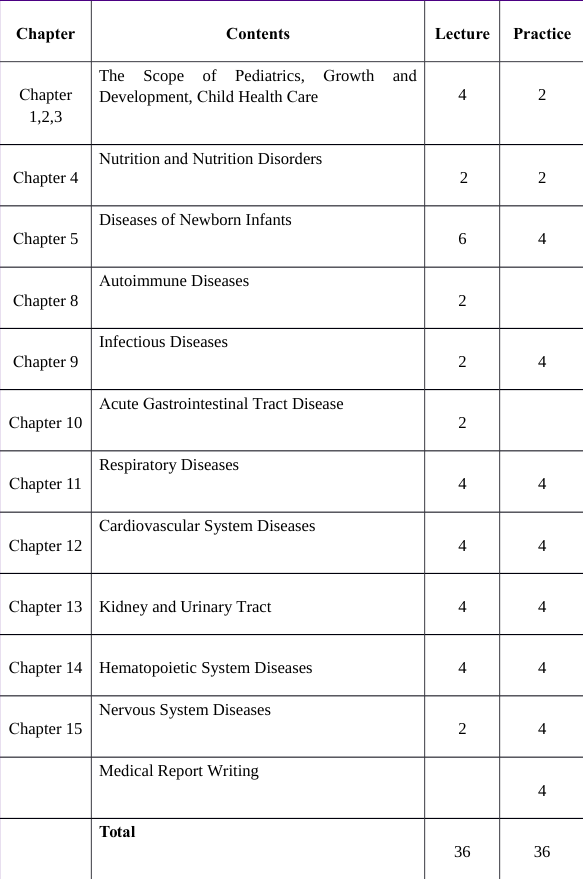 Chapter Contents Lecture Practice
The Scope of Pediatrics, Growth and
Chapter Development, Child Health Care 4 2
1,2,3
Nutrition and Nutrition Disorders
Chapter 4 2 2
Diseases of Newborn Infants
Chapter 5 6 4
Autoimmune Diseases
Chapter 8 2
Infectious Diseases
Chapter 9 2 4
Acute Gastrointestinal Tract Disease
Chapter 10 2
Respiratory Diseases
Chapter 11 4 4
Cardiovascular System Diseases
Chapter 12 4 4
Chapter 13 Kidney and Urinary Tract 4 4
Chapter 14 Hematopoietic System Diseases 4 4
Nervous System Diseases
Chapter 15 2 4
Medical Report Writing
4
Total
36 36